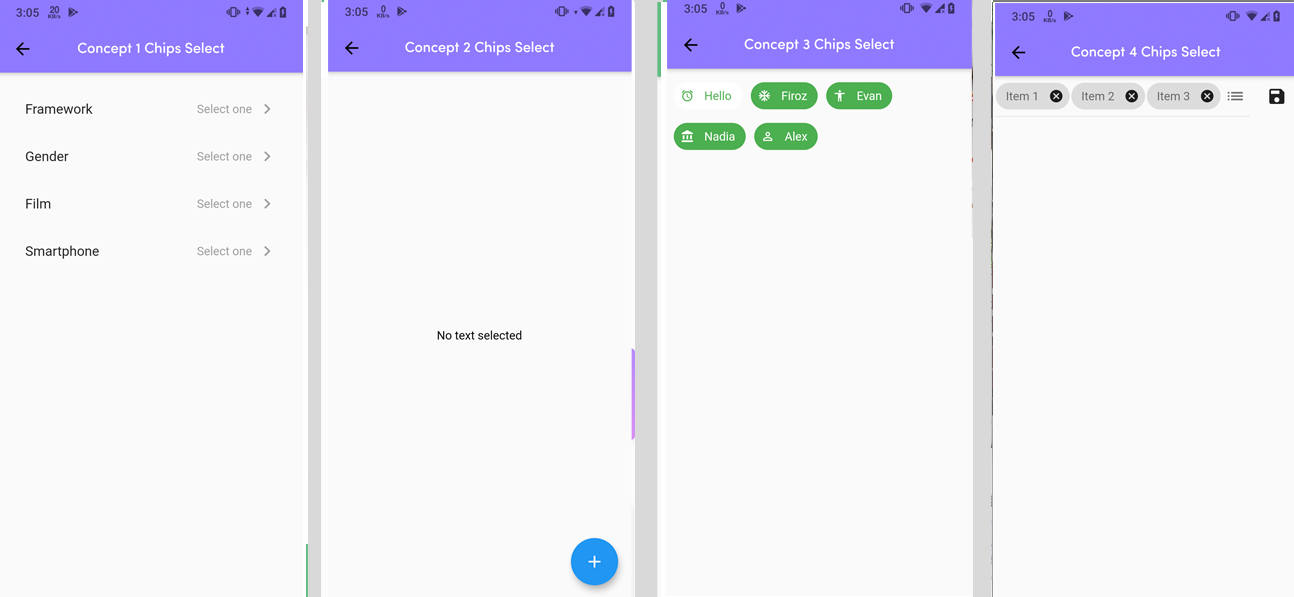 3:05 20 KB/s
Concept 1 Chips Select
Framework Select one
Gender Select one
Film Select one
Smartphone Select one
3:05 0 KB/s
Concept 2 Chips Select
No text selected
3:05 0 KB/s
Concept 3 Chips Select
Hello Firoz Evan
Nadia Alex
3:05 0 KB/s
Concept 4 Chips Select
Item 1 Item 2 Item 3